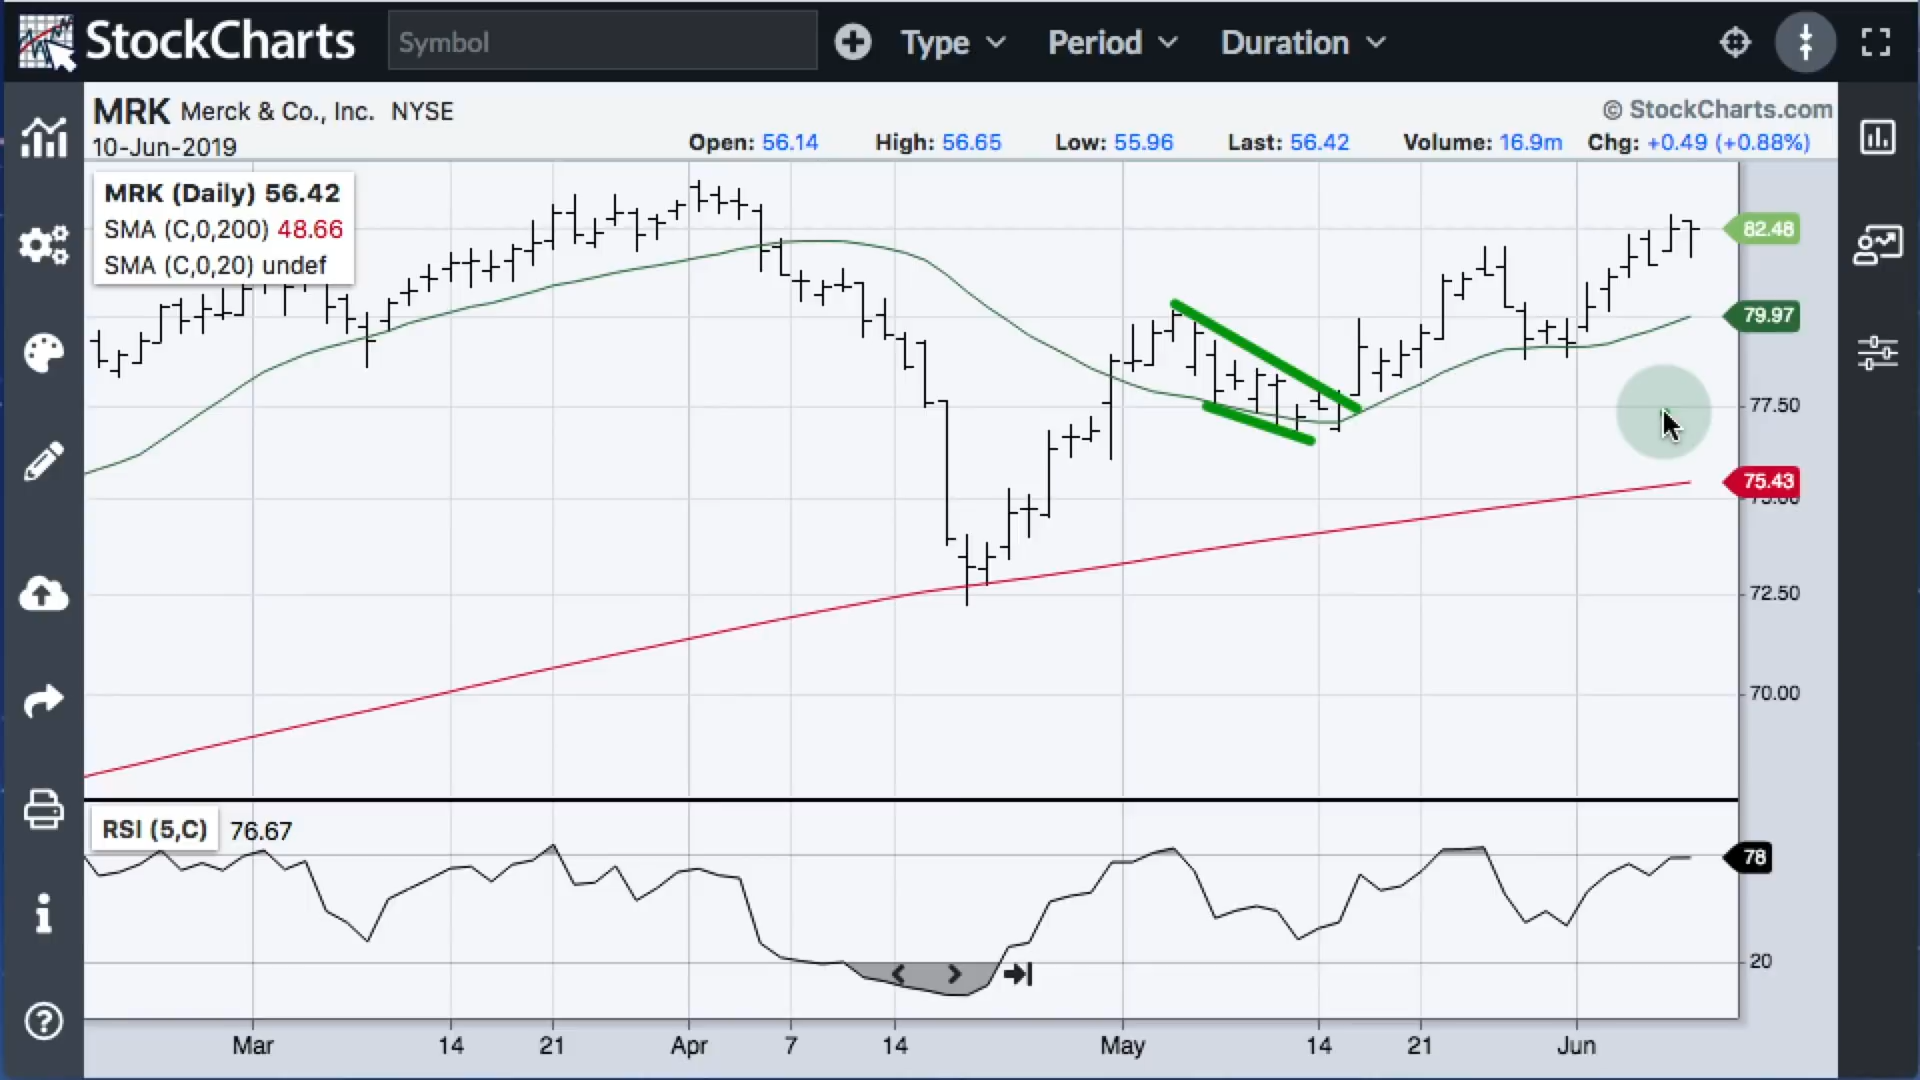 StockCharts
Symbol
Type
Period
Duration
MRK Merck & Co., Inc. NYSE
© StockCharts.com
10-Jun-2019
Open: 56.14 High: 56.65 Low: 55.96 Last: 56.42 Volume: 16.9m Chg: +0.49 (+0.88%)
MRK (Daily) 56.42
SMA (C,0,200) 48.66
SMA (C,0,20) undef
82.48
79.97
77.50
75.43
72.50
70.00
RSI (5,C) 76.67
78
20
Mar 14 21 Apr 7 14 May 14 21 Jun